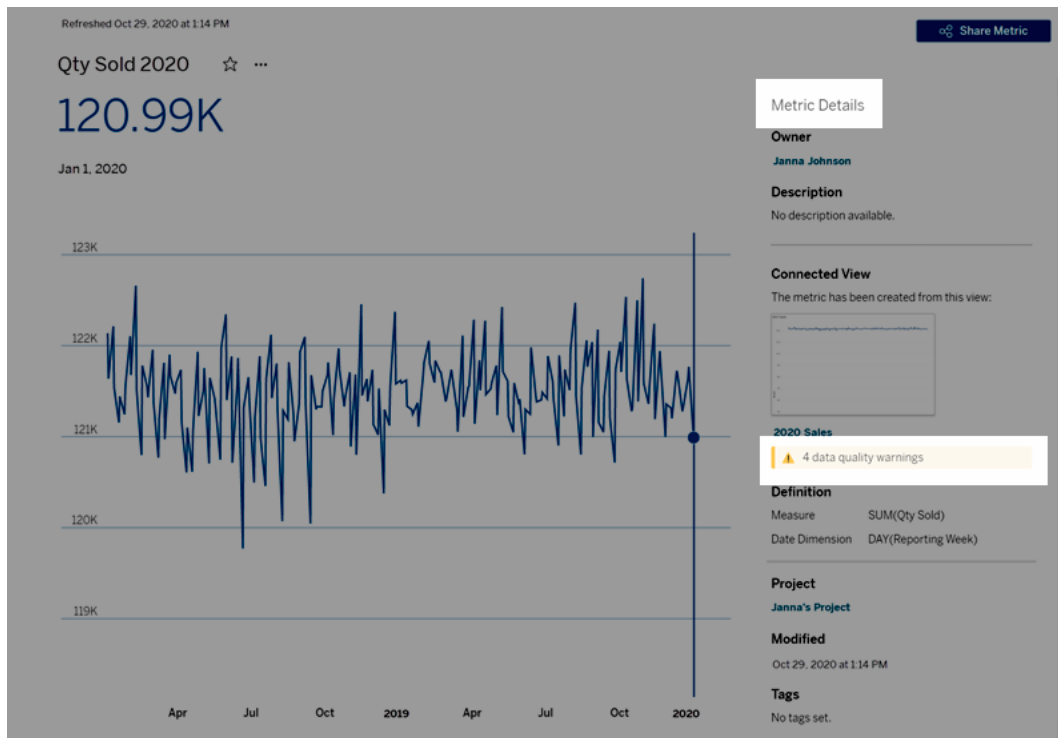 Refreshed Oct 29, 2020 at 1:14 PM
Share Metric
Qty Sold 2020
120.99K
Jan 1, 2020
123K
122K
121K
120K
119K
Apr
Jul
Oct
2019
Apr
Jul
Oct
2020
Metric Details
Owner
Janna Johnson
Description
No description available.
Connected View
The metric has been created from this view:
2020 Sales
4 data quality warnings
Definition
Measure SUM(Qty Sold)
Date Dimension DAY(Reporting Week)
Project
Janna's Project
Modified
Oct 29, 2020 at 1:14 PM
Tags
No tags set.